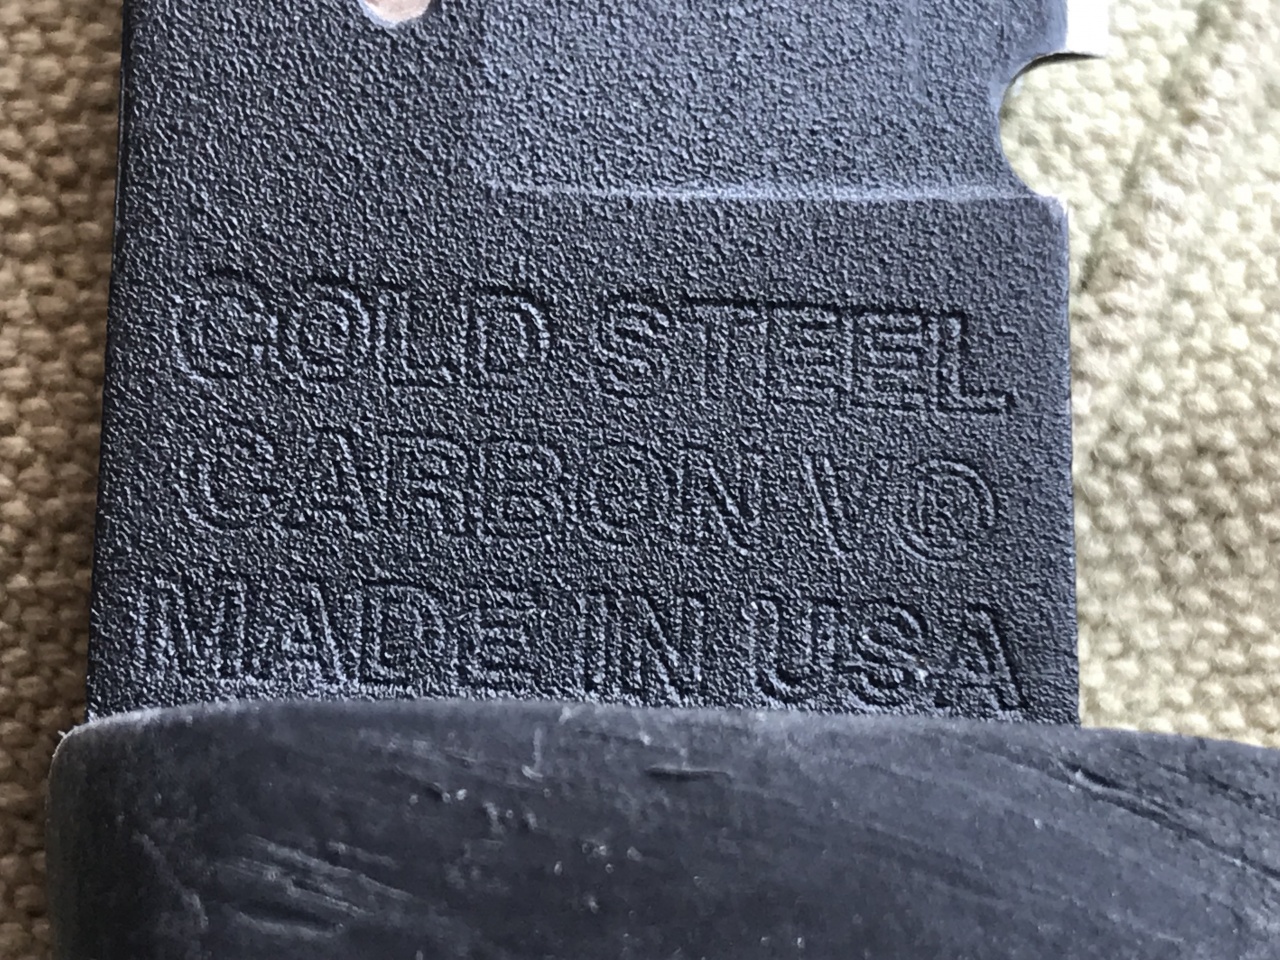 COLD STEEL
CARBON V ®
MADE IN USA